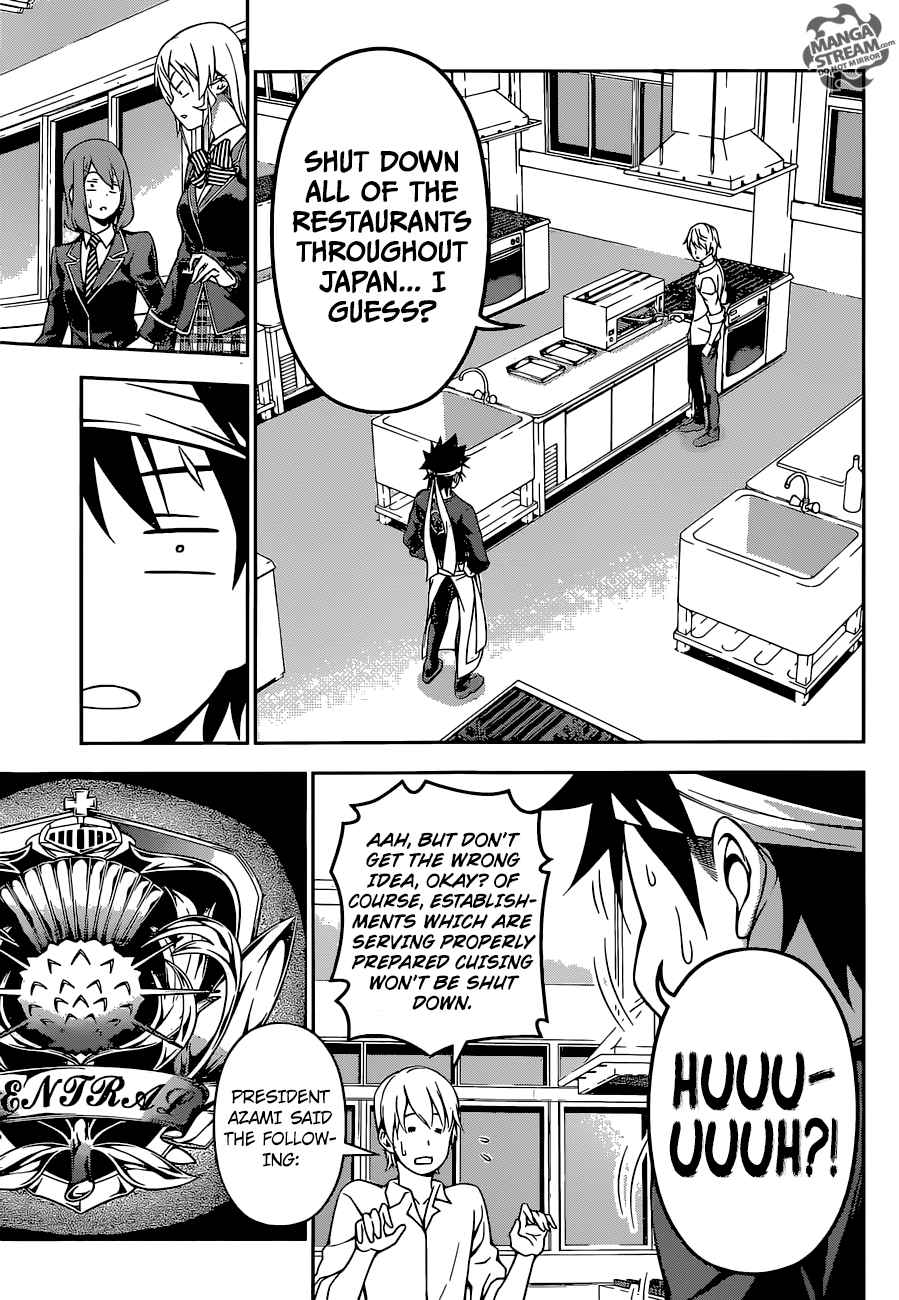 MANGA
STREAM.com
DO NOT MIRROR!
SHUT DOWN
ALL OF THE
RESTAURANTS
THROUGHOUT
JAPAN... I
GUESS?
HUUU-
UUUH?!
AAH, BUT DON'T
GET THE WRONG
IDEA, OKAY? OF
COURSE, ESTABLISH-
MENTS WHICH ARE
SERVING PROPERLY
PREPARED CUISING
WON'T BE SHUT
DOWN.
PRESIDENT
AZAMI SAID
THE FOLLOW-
ING:
ENTRAL